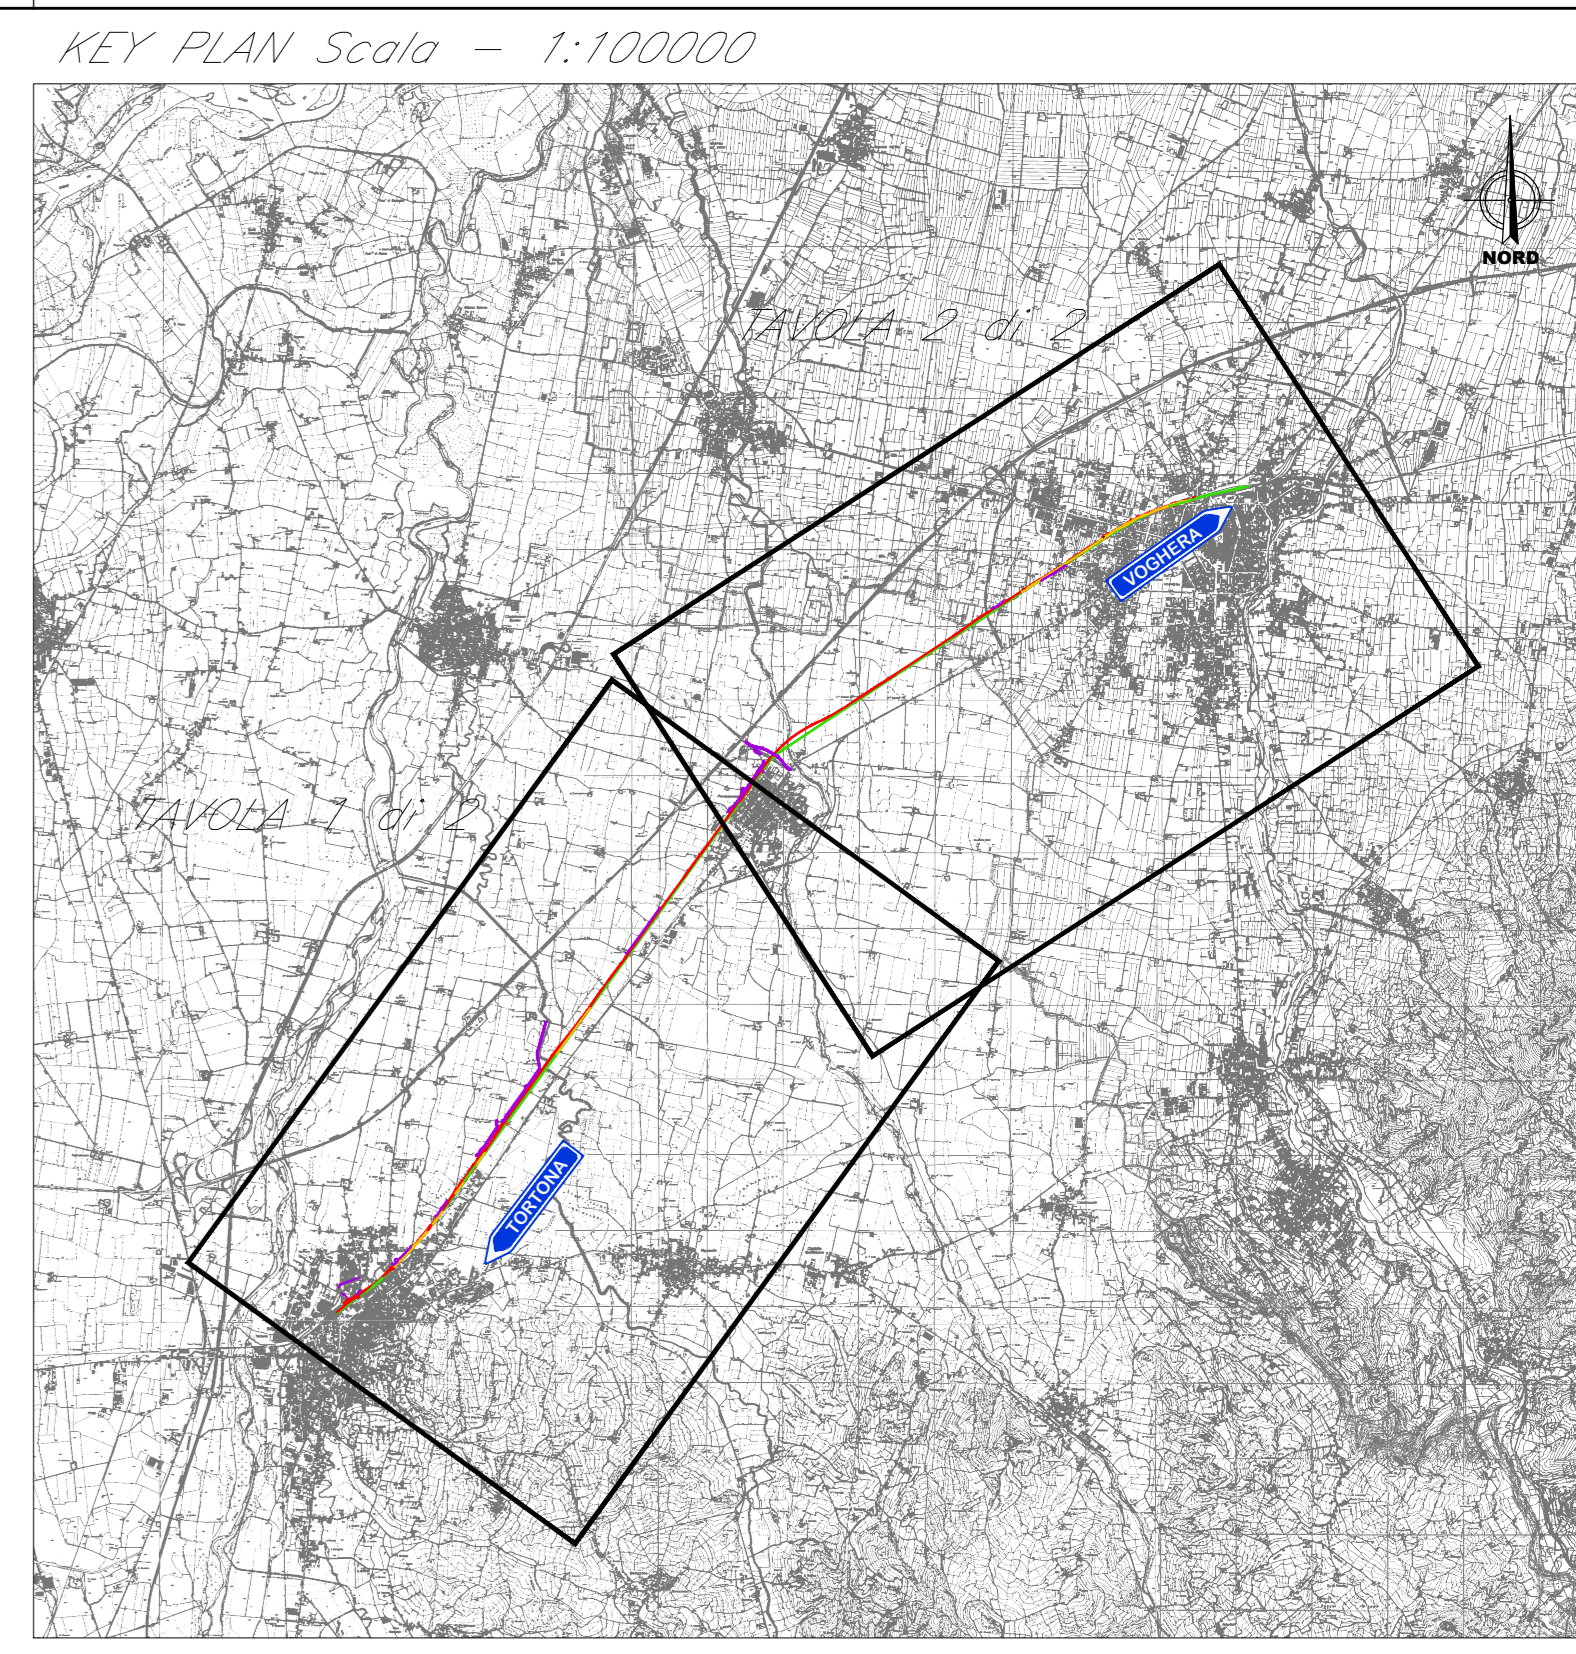 KEY PLAN Scala - 1:100000
NORD
TAVOLA 2 di 2
VOGHERA
TAVOLA 1 di 2
TORTONA